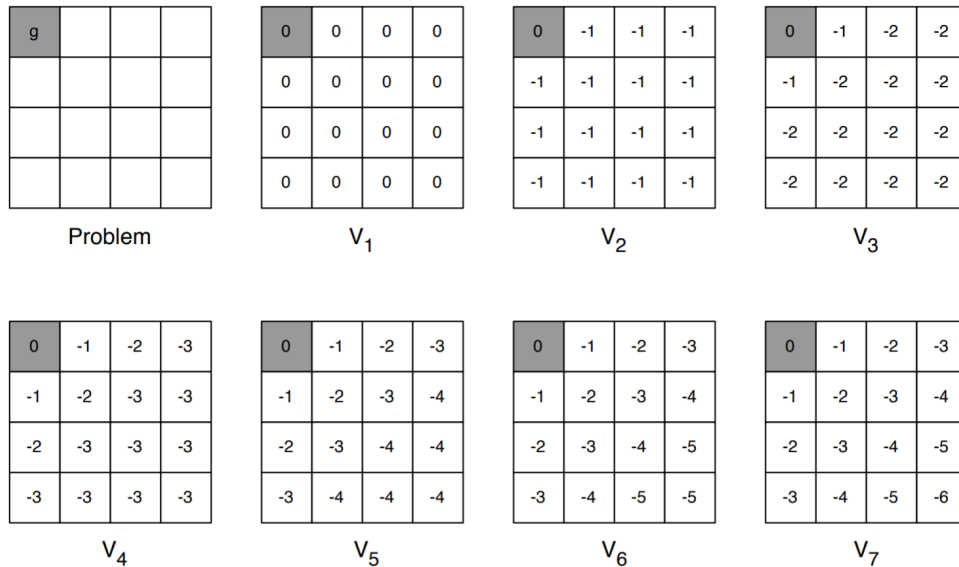 g 0 0 0 0 0 -1 -1 -1 0 -1 -2 -2
0 0 0 0 -1 -1 -1 -1 -1 -2 -2 -2
0 0 0 0 -1 -1 -1 -1 -2 -2 -2 -2
0 0 0 0 -1 -1 -1 -1 -2 -2 -2 -2
Problem V1 V2 V3
0 -1 -2 -3 0 -1 -2 -3 0 -1 -2 -3 0 -1 -2 -3
-1 -2 -3 -3 -1 -2 -3 -4 -1 -2 -3 -4 -1 -2 -3 -4
-2 -3 -3 -3 -2 -3 -4 -4 -2 -3 -4 -5 -2 -3 -4 -5
-3 -3 -3 -3 -3 -4 -4 -4 -3 -4 -5 -5 -3 -4 -5 -6
V4 V5 V6 V7